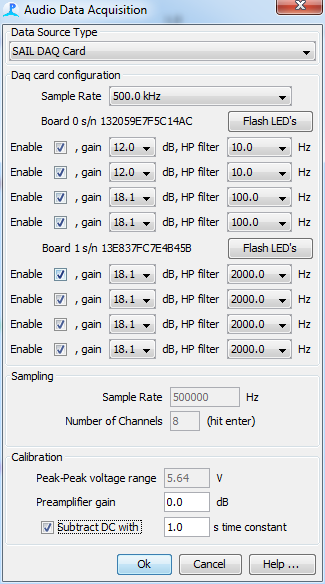 Audio Data Acquisition
Data Source Type
SAIL DAQ Card
Daq card configuration
Sample Rate 500.0 kHz
Board 0 s/n 132059E7F5C14AC Flash LED's
Enable , gain 12.0 dB, HP filter 10.0 Hz
Enable , gain 12.0 dB, HP filter 10.0 Hz
Enable , gain 18.1 dB, HP filter 100.0 Hz
Enable , gain 18.1 dB, HP filter 100.0 Hz
Board 1 s/n 13E837FC7E4B45B Flash LED's
Enable , gain 18.1 dB, HP filter 2000.0 Hz
Enable , gain 18.1 dB, HP filter 2000.0 Hz
Enable , gain 18.1 dB, HP filter 2000.0 Hz
Enable , gain 18.1 dB, HP filter 2000.0 Hz
Sampling
Sample Rate 500000 Hz
Number of Channels 8 (hit enter)
Calibration
Peak-Peak voltage range 5.64 V
Preamplifier gain 0.0 dB
Subtract DC with 1.0 s time constant
Ok Cancel Help ...